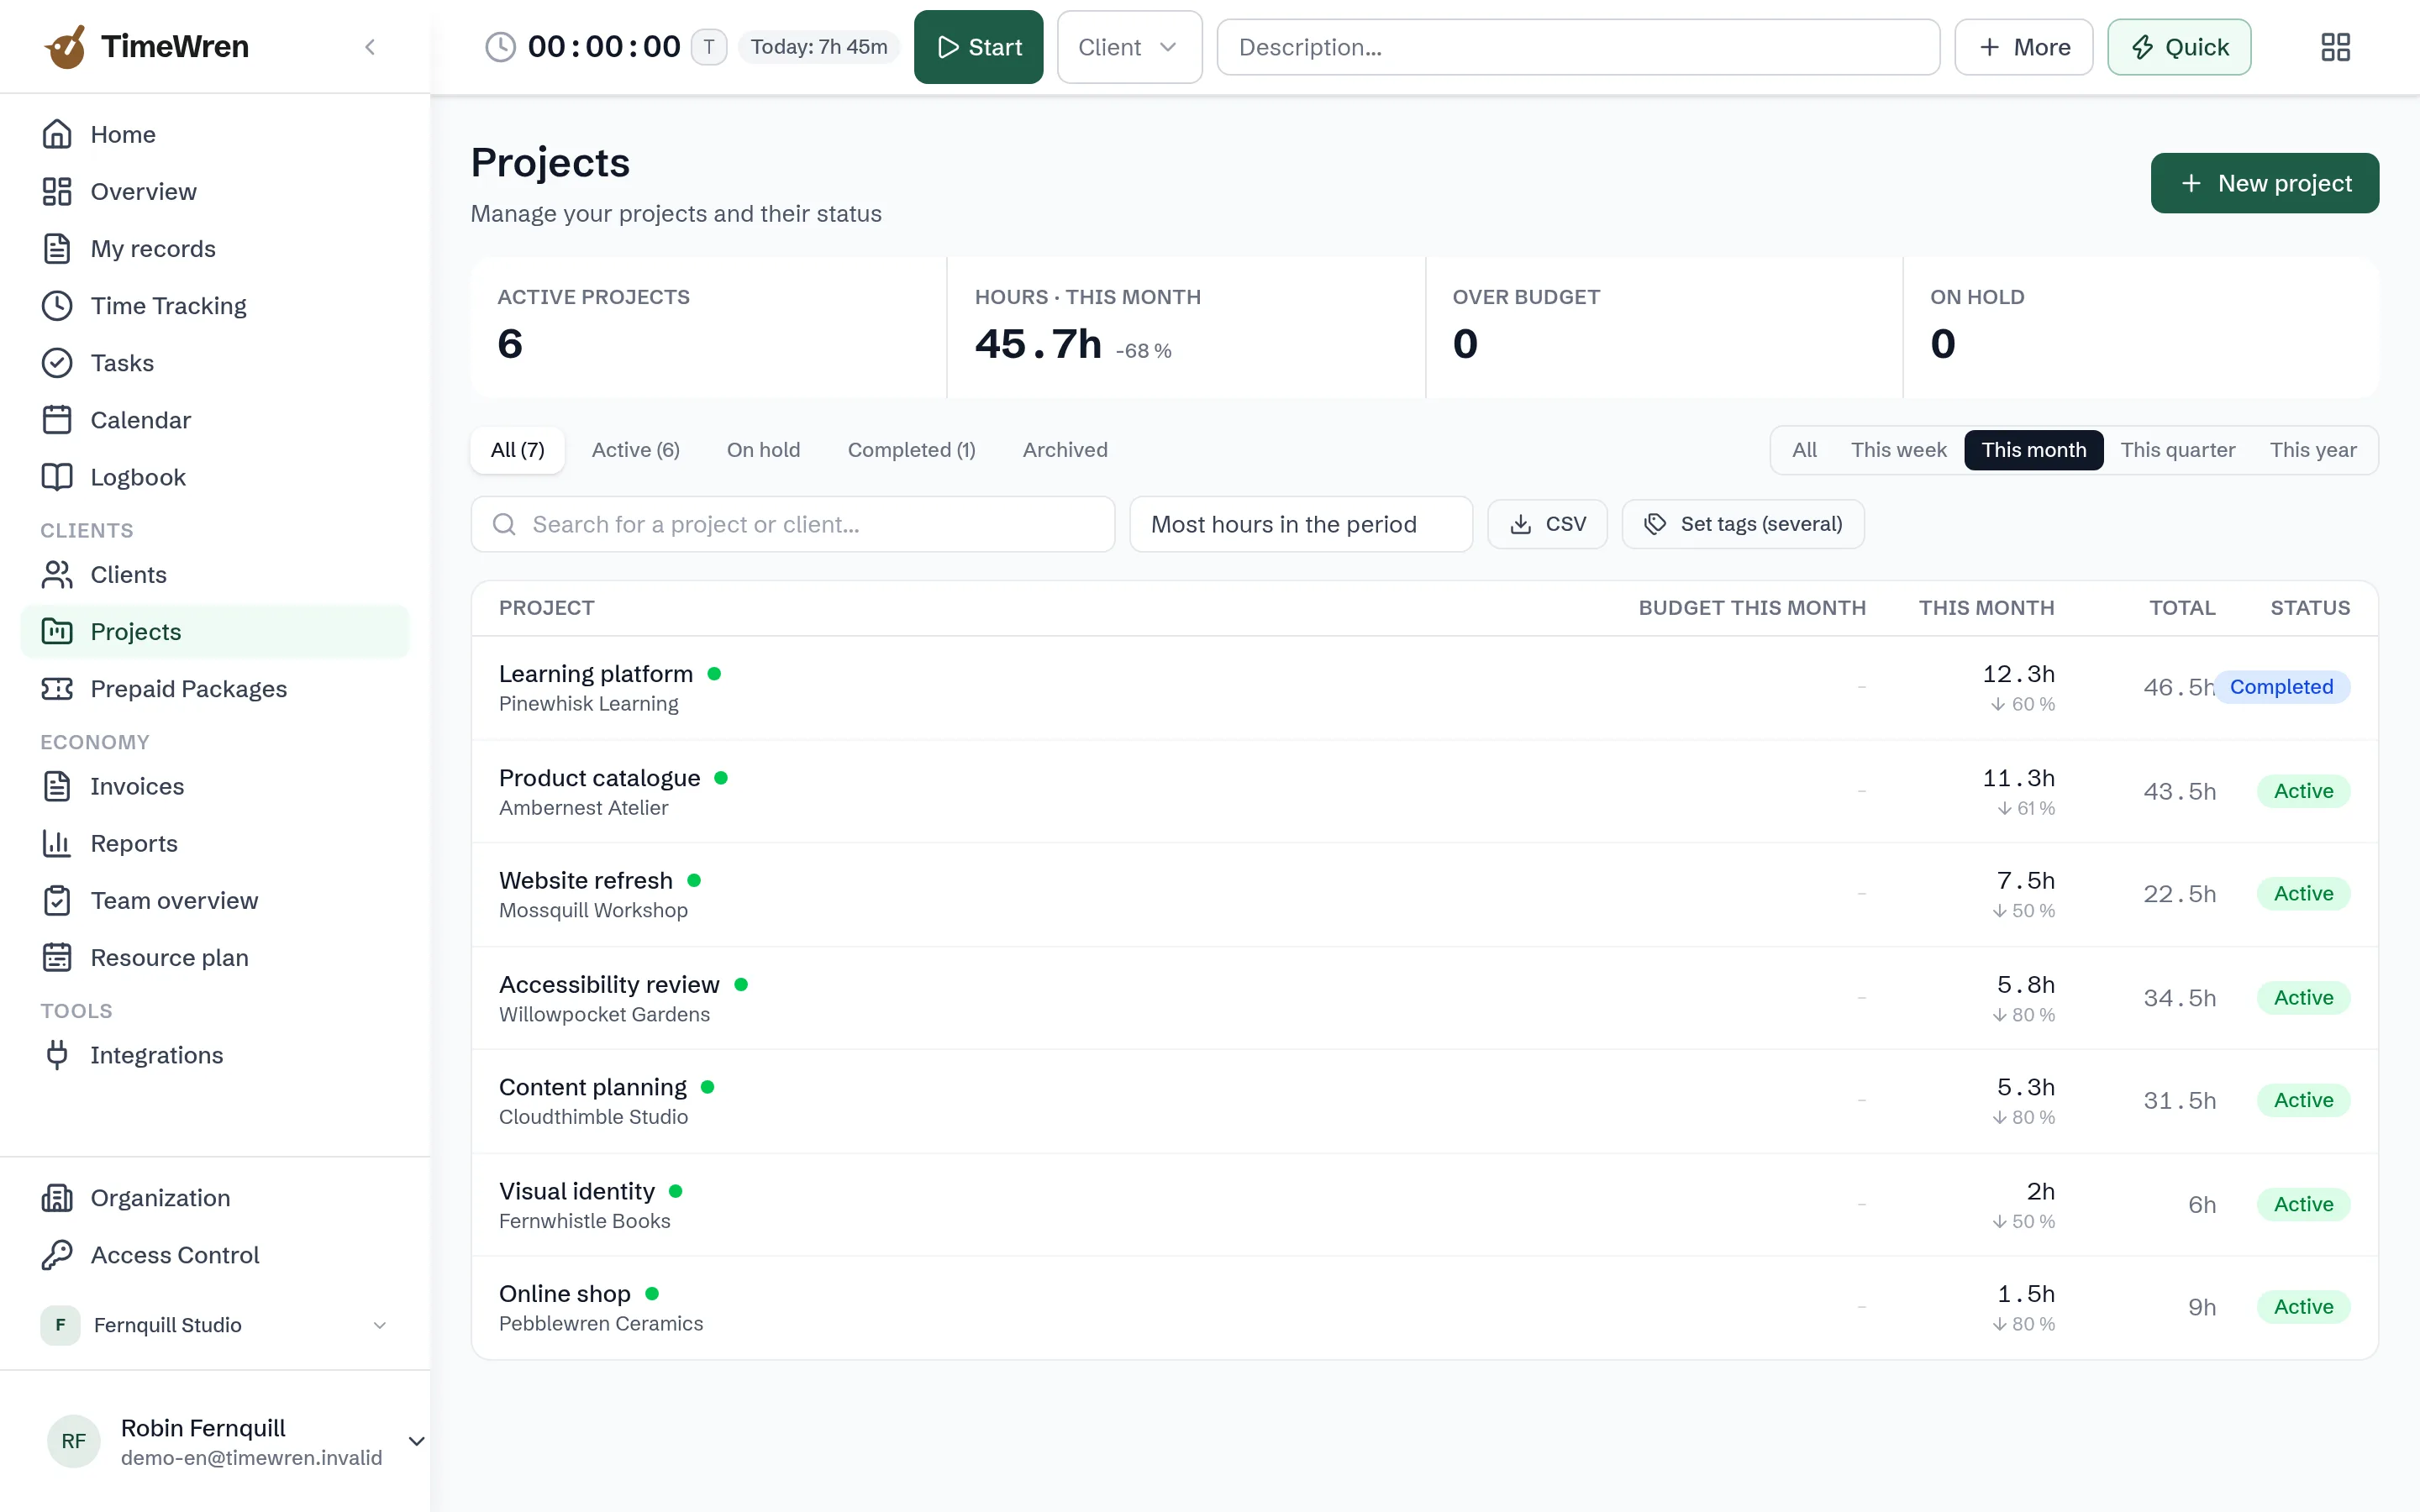 TimeWren
00:00:00 T Today: 7h 45m Start Client Description... More Quick
Home
Overview
My records
Time Tracking
Tasks
Calendar
Logbook
CLIENTS
Clients
Projects
Prepaid Packages
ECONOMY
Invoices
Reports
Team overview
Resource plan
TOOLS
Integrations
Organization
Access Control
F Fernquill Studio
RF Robin Fernquill
demo-en@timewren.invalid
Projects
Manage your projects and their status
New project
ACTIVE PROJECTS
6
HOURS · THIS MONTH
45.7h -68 %
OVER BUDGET
0
ON HOLD
0
All (7) Active (6) On hold Completed (1) Archived
All This week This month This quarter This year
Search for a project or client... Most hours in the period CSV Set tags (several)
PROJECT BUDGET THIS MONTH THIS MONTH TOTAL STATUS
Learning platform – 12.3h 46.5h Completed
Pinewhisk Learning ↓ 60 %
Product catalogue – 11.3h 43.5h Active
Ambernest Atelier ↓ 61 %
Website refresh – 7.5h 22.5h Active
Mossquill Workshop ↓ 50 %
Accessibility review – 5.8h 34.5h Active
Willowpocket Gardens ↓ 80 %
Content planning – 5.3h 31.5h Active
Cloudthimble Studio ↓ 80 %
Visual identity – 2h 6h Active
Fernwhistle Books ↓ 50 %
Online shop – 1.5h 9h Active
Pebblewren Ceramics ↓ 80 %